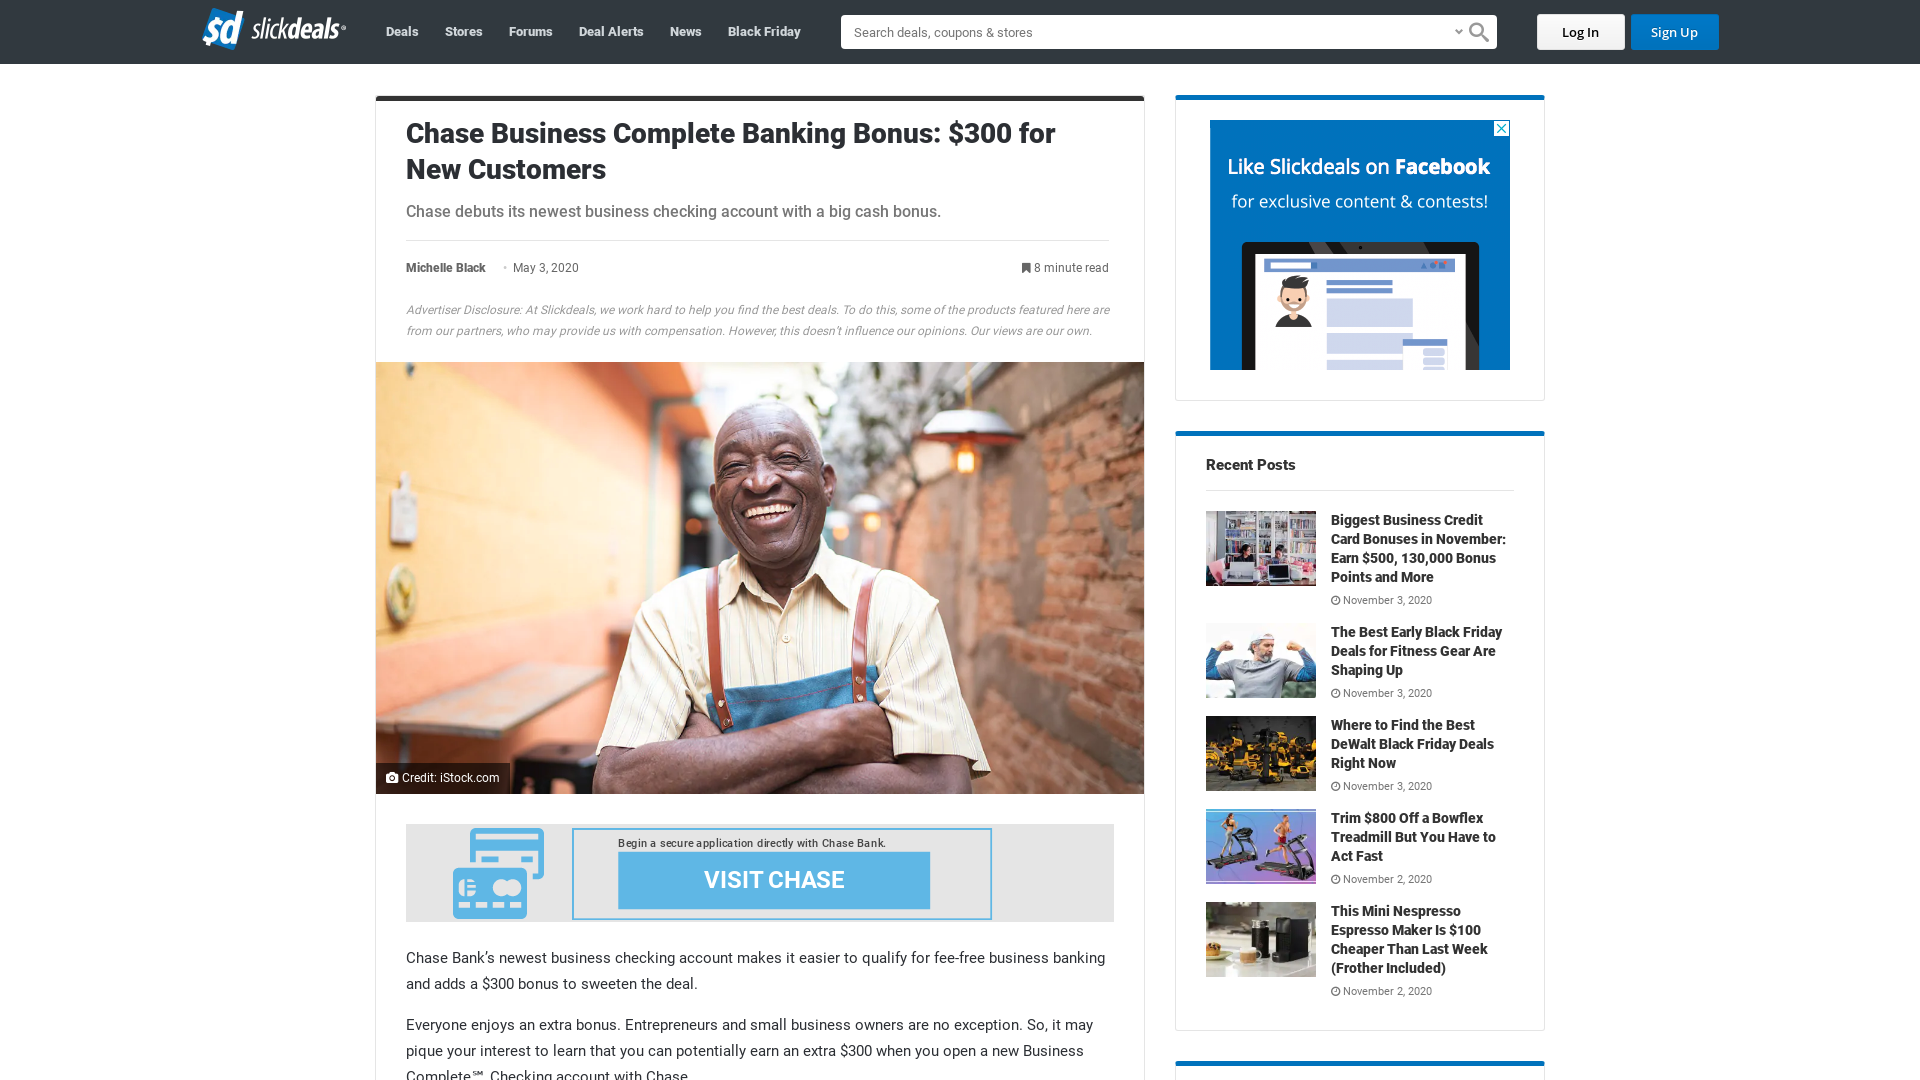 $d slickdeals
Deals Stores Forums Deal Alerts News Black Friday
Search deals, coupons & stores
Log In
Sign Up
Chase Business Complete Banking Bonus: $300 for
New Customers
Chase debuts its newest business checking account with a big cash bonus.
Michelle Black • May 3, 2020
8 minute read
Advertiser Disclosure: At Slickdeals, we work hard to help you find the best deals. To do this, some of the products featured here are
from our partners, who may provide us with compensation. However, this doesn't influence our opinions. Our views are our own.
Credit: iStock.com
Begin a secure application directly with Chase Bank.
VISIT CHASE
Chase Bank's newest business checking account makes it easier to qualify for fee-free business banking
and adds a $300 bonus to sweeten the deal.
Everyone enjoys an extra bonus. Entrepreneurs and small business owners are no exception. So, it may
pique your interest to learn that you can potentially earn an extra $300 when you open a new Business
Complete℠ Checking account with Chase.
Like Slickdeals on Facebook
for exclusive content & contests!
Recent Posts
Biggest Business Credit
Card Bonuses in November:
Earn $500, 130,000 Bonus
Points and More
November 3, 2020
The Best Early Black Friday
Deals for Fitness Gear Are
Shaping Up
November 3, 2020
Where to Find the Best
DeWalt Black Friday Deals
Right Now
November 3, 2020
Trim $800 Off a Bowflex
Treadmill But You Have to
Act Fast
November 2, 2020
This Mini Nespresso
Espresso Maker Is $100
Cheaper Than Last Week
(Frother Included)
November 2, 2020